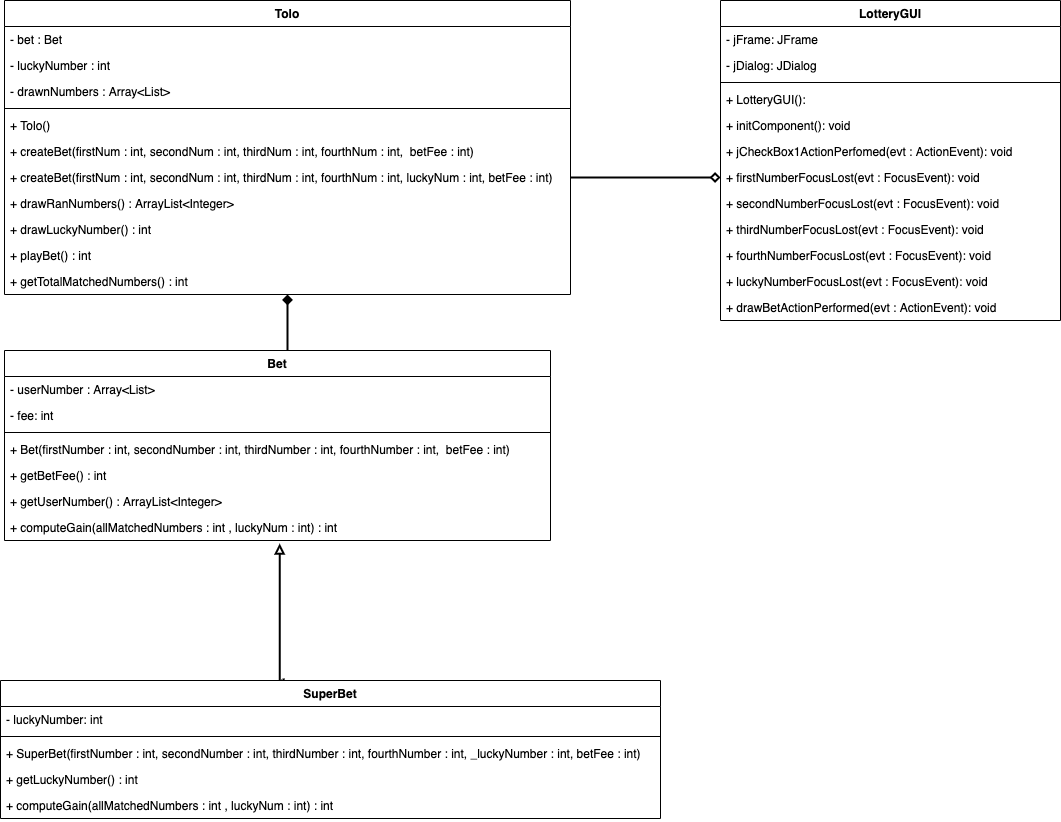 Tolo
- bet : Bet
- luckyNumber : int
- drawnNumbers : Array<List>
+ Tolo()
+ createBet(firstNum : int, secondNum : int, thirdNum : int, fourthNum : int,  betFee : int)
+ createBet(firstNum : int, secondNum : int, thirdNum : int, fourthNum : int, luckyNum : int, betFee : int)
+ drawRanNumbers() : ArrayList<Integer>
+ drawLuckyNumber() : int
+ playBet() : int
+ getTotalMatchedNumbers() : int
LotteryGUI
- jFrame: JFrame
- jDialog: JDialog
+ LotteryGUI():
+ initComponent(): void
+ jCheckBox1ActionPerfomed(evt : ActionEvent): void
+ firstNumberFocusLost(evt : FocusEvent): void
+ secondNumberFocusLost(evt : FocusEvent): void
+ thirdNumberFocusLost(evt : FocusEvent): void
+ fourthNumberFocusLost(evt : FocusEvent): void
+ luckyNumberFocusLost(evt : FocusEvent): void
+ drawBetActionPerformed(evt : ActionEvent): void
Bet
- userNumber : Array<List>
- fee: int
+ Bet(firstNumber : int, secondNumber : int, thirdNumber : int, fourthNumber : int,  betFee : int)
+ getBetFee() : int
+ getUserNumber() : ArrayList<Integer>
+ computeGain(allMatchedNumbers : int , luckyNum : int) : int
SuperBet
- luckyNumber: int
+ SuperBet(firstNumber : int, secondNumber : int, thirdNumber : int, fourthNumber : int, _luckyNumber : int, betFee : int)
+ getLuckyNumber() : int
+ computeGain(allMatchedNumbers : int , luckyNum : int) : int